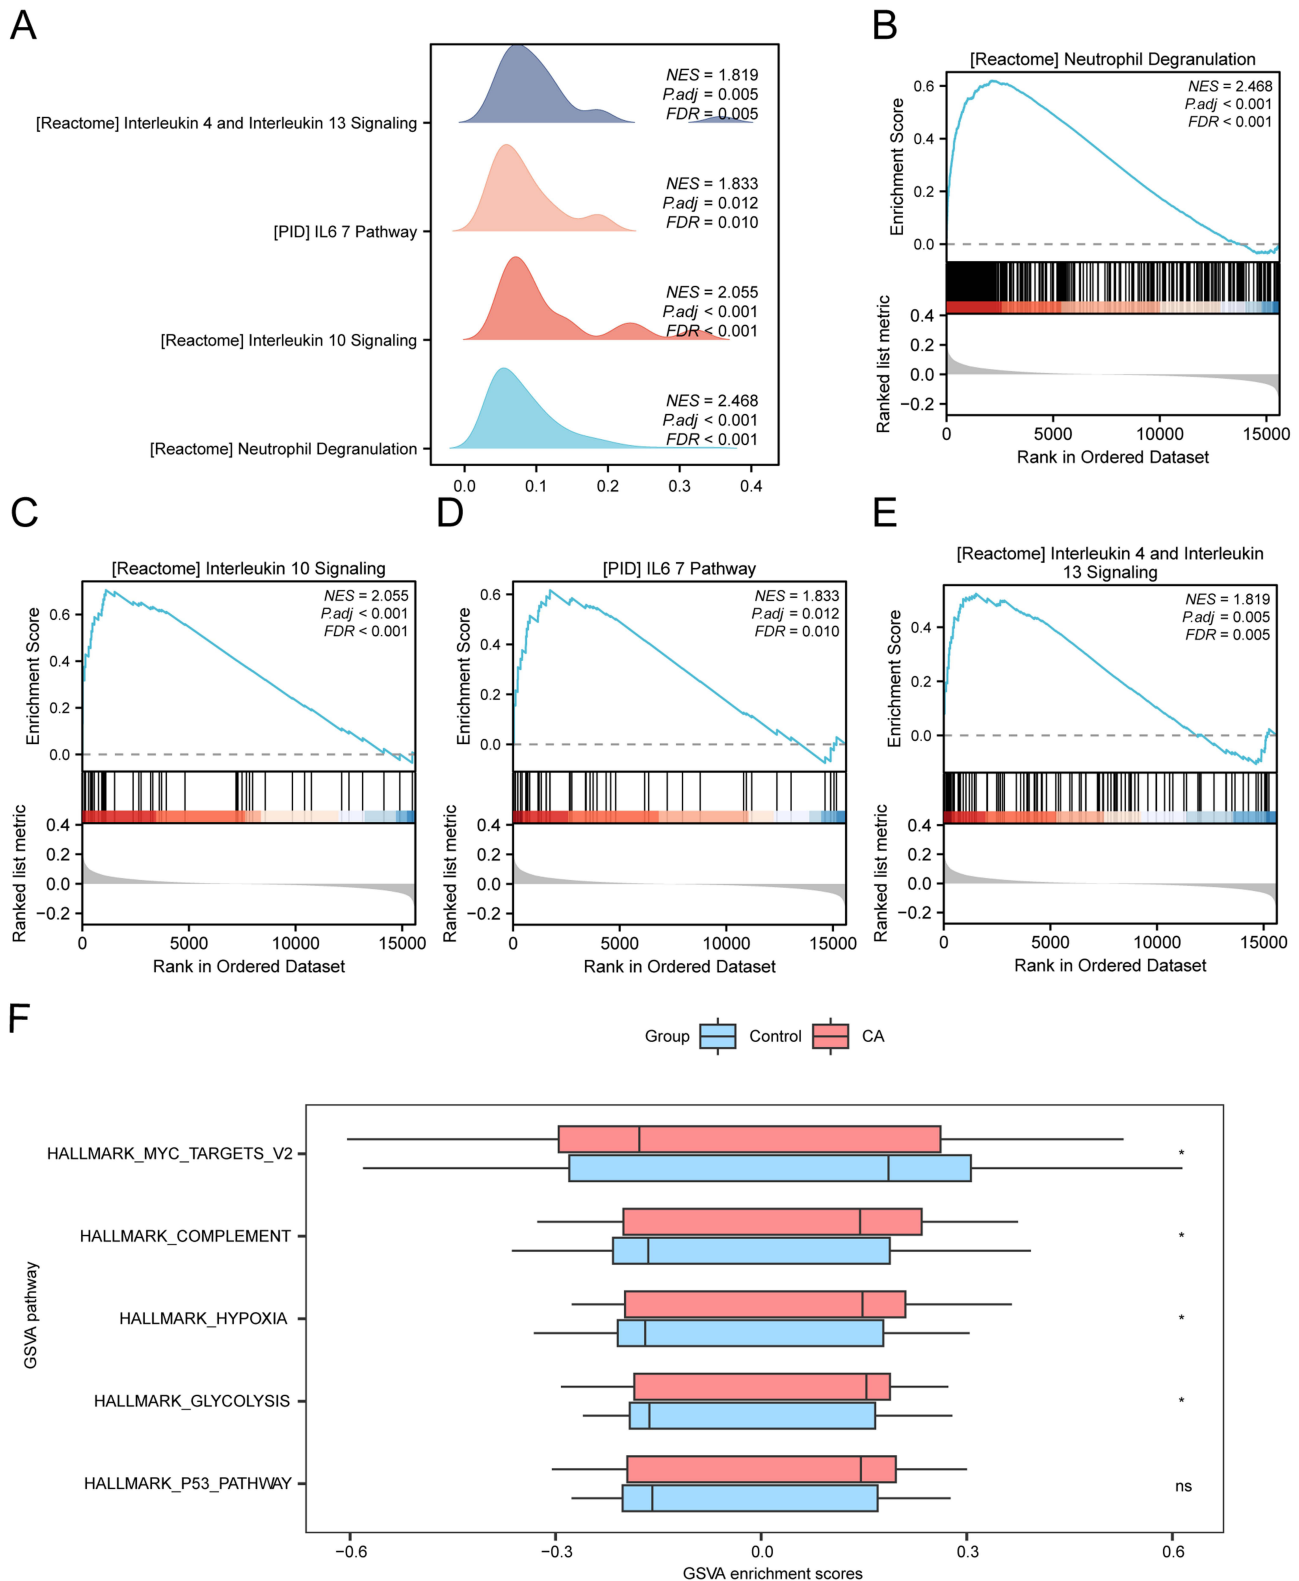 A
[Reactome] Interleukin 4 and Interleukin 13 Signaling
NES = 1.819
P.adj = 0.005
FDR = 0.005
[PID] IL6 7 Pathway
NES = 1.833
P.adj = 0.012
FDR = 0.010
[Reactome] Interleukin 10 Signaling
NES = 2.055
P.adj < 0.001
FDR < 0.001
[Reactome] Neutrophil Degranulation
NES = 2.468
P.adj < 0.001
FDR < 0.001
0.0 0.1 0.2 0.3 0.4
B
[Reactome] Neutrophil Degranulation
NES = 2.468
P.adj < 0.001
FDR < 0.001
Enrichment Score
0.6
0.4
0.2
0.0
Ranked list metric
0.4
0.2
0.0
−0.2
0 5000 10000 15000
Rank in Ordered Dataset
C
[Reactome] Interleukin 10 Signaling
NES = 2.055
P.adj < 0.001
FDR < 0.001
Enrichment Score
0.6
0.4
0.2
0.0
Ranked list metric
0.4
0.2
0.0
−0.2
0 5000 10000 15000
Rank in Ordered Dataset
D
[PID] IL6 7 Pathway
NES = 1.833
P.adj = 0.012
FDR = 0.010
Enrichment Score
0.6
0.4
0.2
0.0
Ranked list metric
0.4
0.2
0.0
−0.2
0 5000 10000 15000
Rank in Ordered Dataset
E
[Reactome] Interleukin 4 and Interleukin
13 Signaling
NES = 1.819
P.adj = 0.005
FDR = 0.005
Enrichment Score
0.4
0.2
0.0
Ranked list metric
0.4
0.2
0.0
−0.2
0 5000 10000 15000
Rank in Ordered Dataset
F
Group Control CA
GSVA pathway
HALLMARK_MYC_TARGETS_V2 *
HALLMARK_COMPLEMENT *
HALLMARK_HYPOXIA *
HALLMARK_GLYCOLYSIS *
HALLMARK_P53_PATHWAY ns
−0.6 −0.3 0.0 0.3 0.6
GSVA enrichment scores